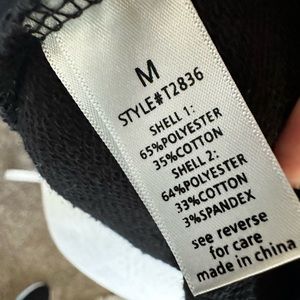 M
STYLE#T2836
SHELL 1:
65%POLYESTER
35%COTTON
SHELL 2:
64%POLYESTER
33%COTTON
3%SPANDEX
see reverse
for care
made in china